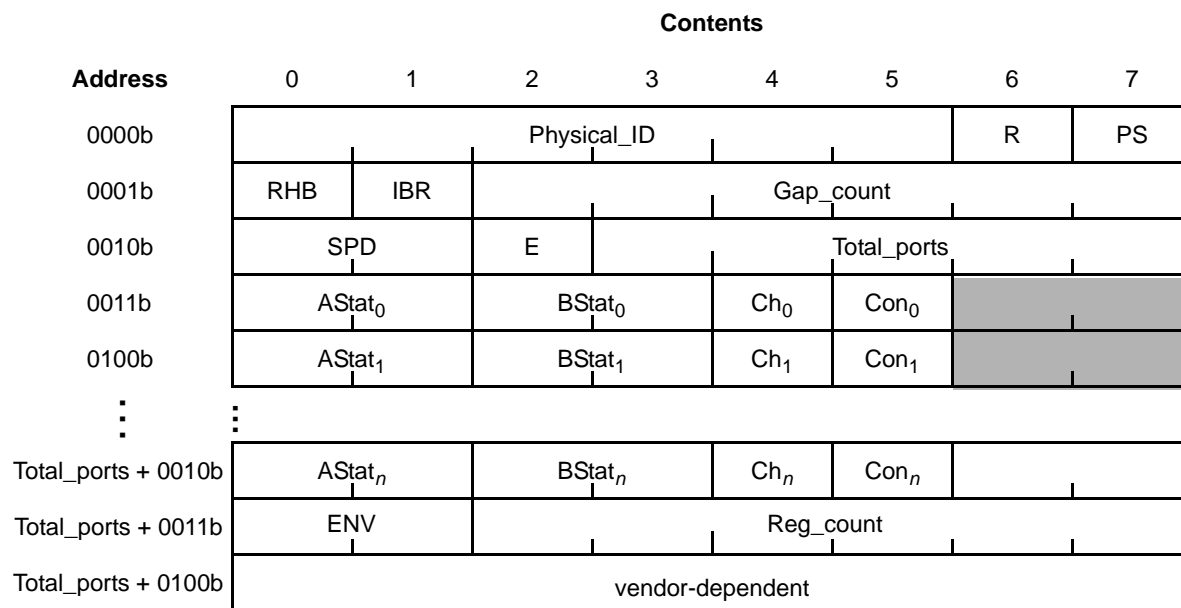 Contents
Address 0 1 2 3 4 5 6 7
0000b Physical_ID R PS
0001b RHB IBR Gap_count
0010b SPD E Total_ports
0011b AStat0 BStat0 Ch0 Con0
0100b AStat1 BStat1 Ch1 Con1
Total_ports + 0010b AStatn BStatn Chn Conn
Total_ports + 0011b ENV Reg_count
Total_ports + 0100b vendor-dependent